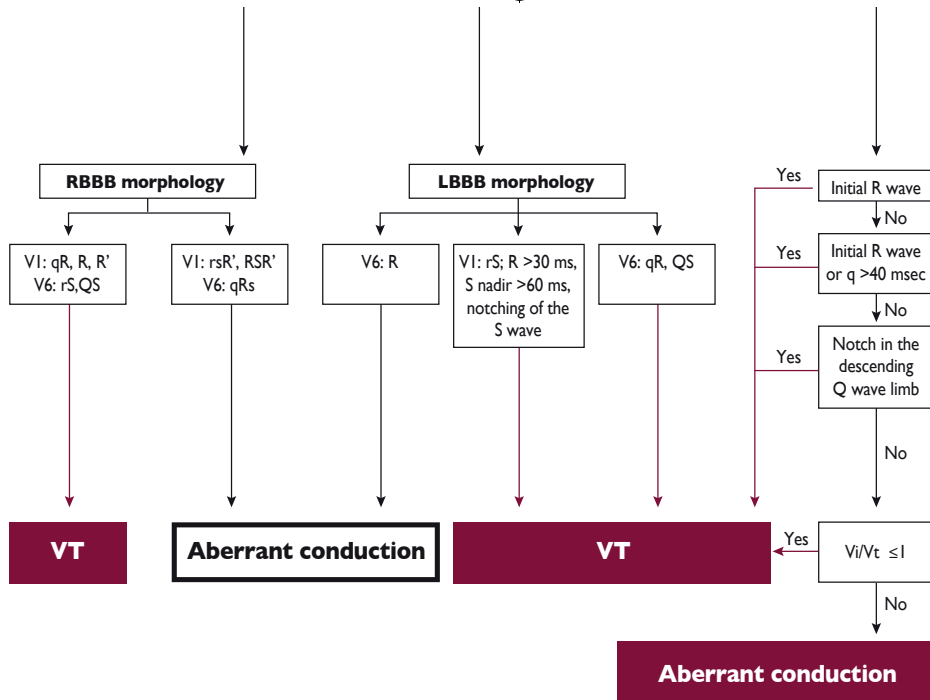 RBBB morphology
LBBB morphology
Yes
Initial R wave
No
V1: qR, R, R’
V6: rS,QS
V1: rsR’, RSR’
V6: qRs
V6: R
V1: rS; R >30 ms,
S nadir >60 ms,
notching of the
S wave
V6: qR, QS
Yes
Initial R wave
or q >40 msec
No
Yes
Notch in the
descending
Q wave limb
No
VT
Aberrant conduction
VT
Yes
Vi/Vt ≤1
No
Aberrant conduction